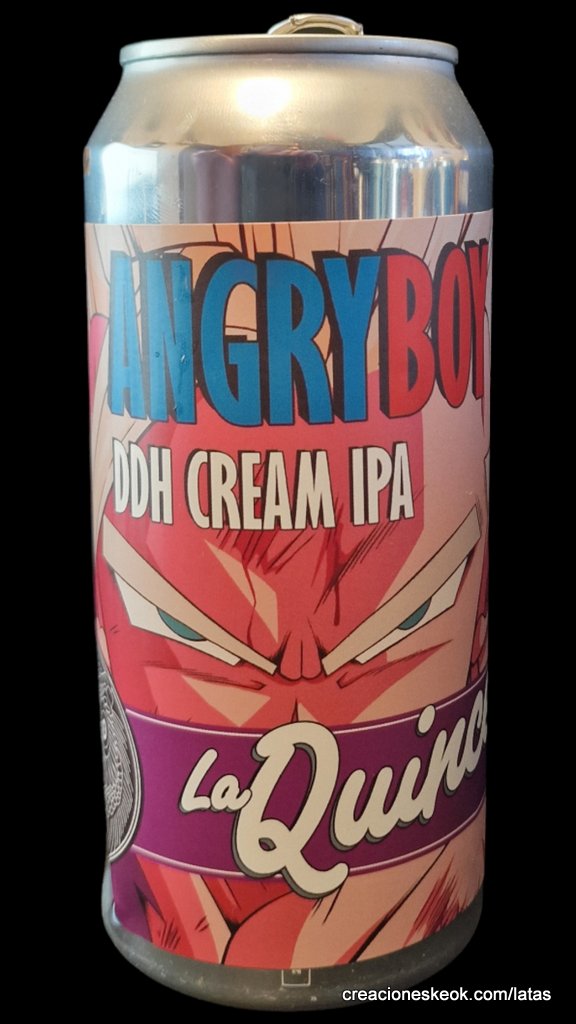 ANGRYBOY
DDH CREAM IPA
La Quince
creacioneskeok.com/latas